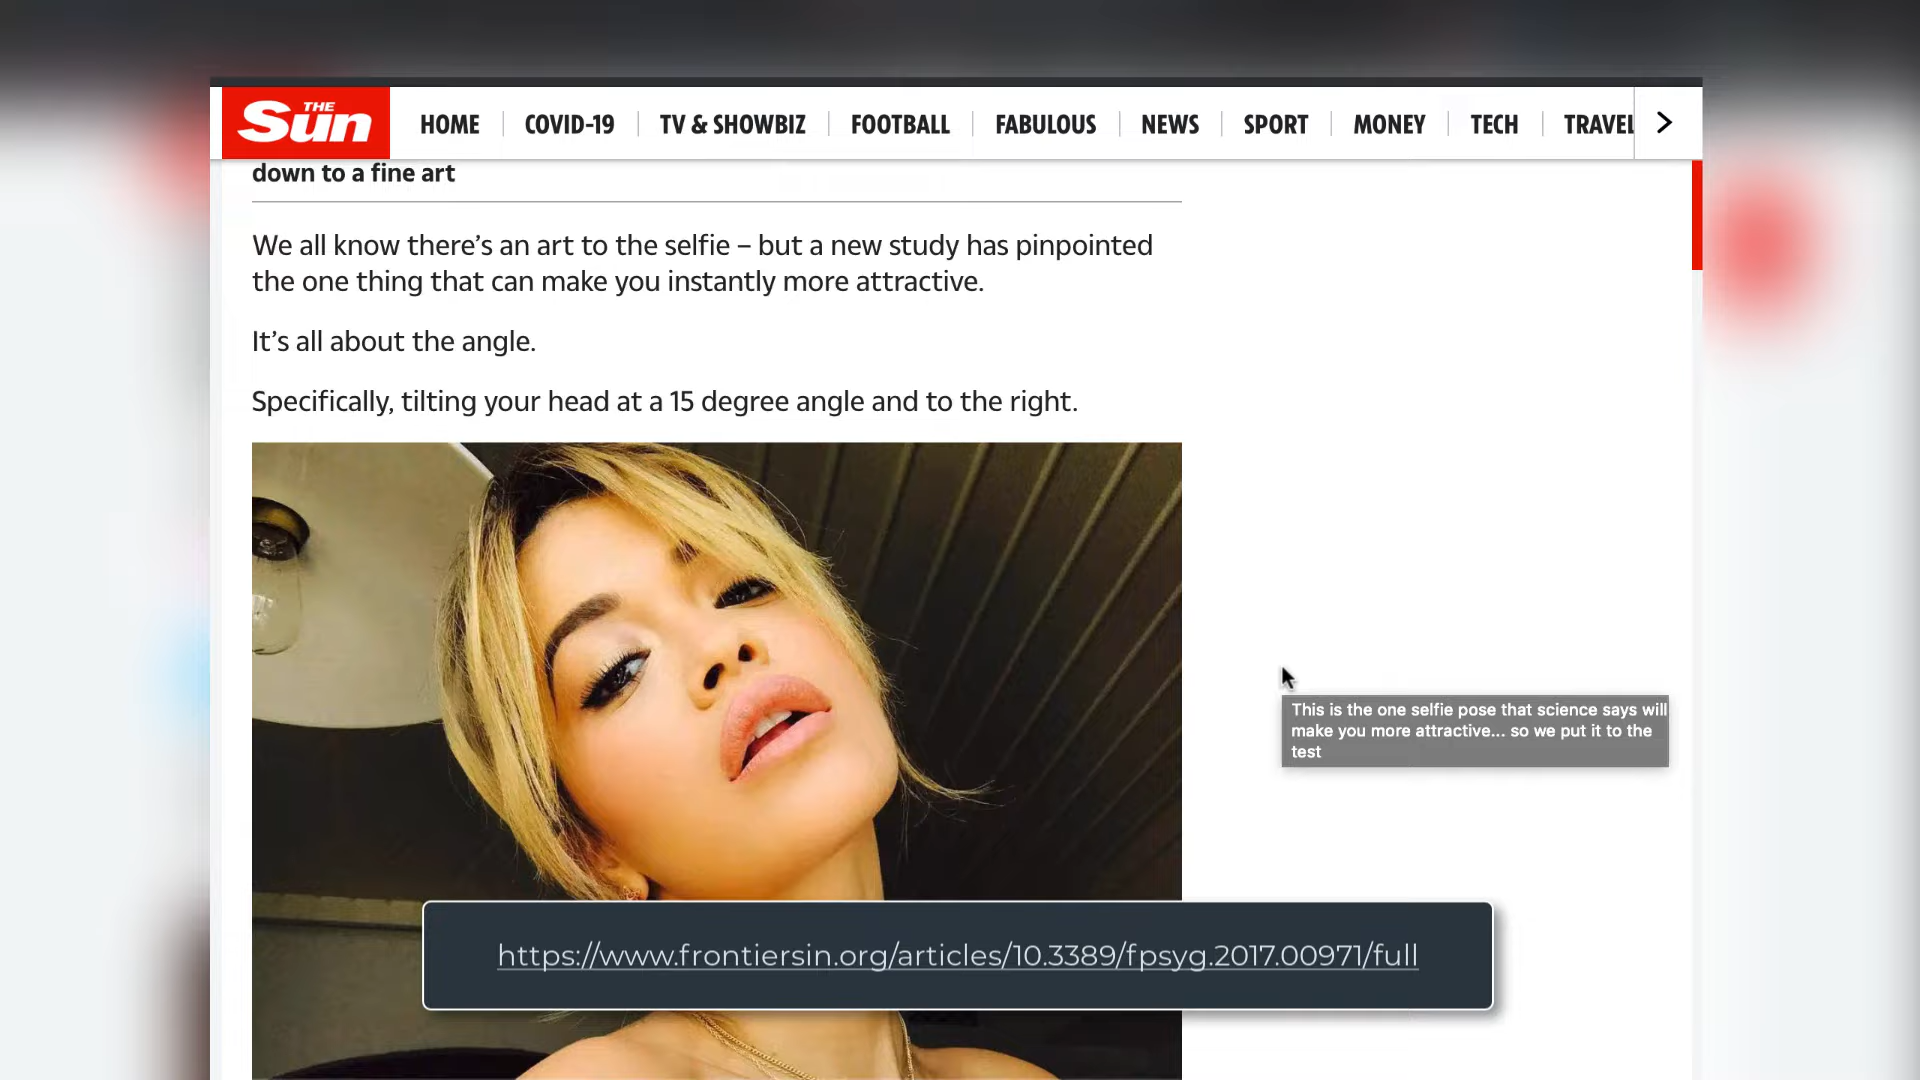 THE
Sun
HOME
COVID-19
TV & SHOWBIZ
FOOTBALL
FABULOUS
NEWS
SPORT
MONEY
TECH
TRAVEL
down to a fine art
We all know there’s an art to the selfie – but a new study has pinpointed
the one thing that can make you instantly more attractive.
It’s all about the angle.
Specifically, tilting your head at a 15 degree angle and to the right.
This is the one selfie pose that science says will
make you more attractive... so we put it to the
test
https://www.frontiersin.org/articles/10.3389/fpsyg.2017.00971/full